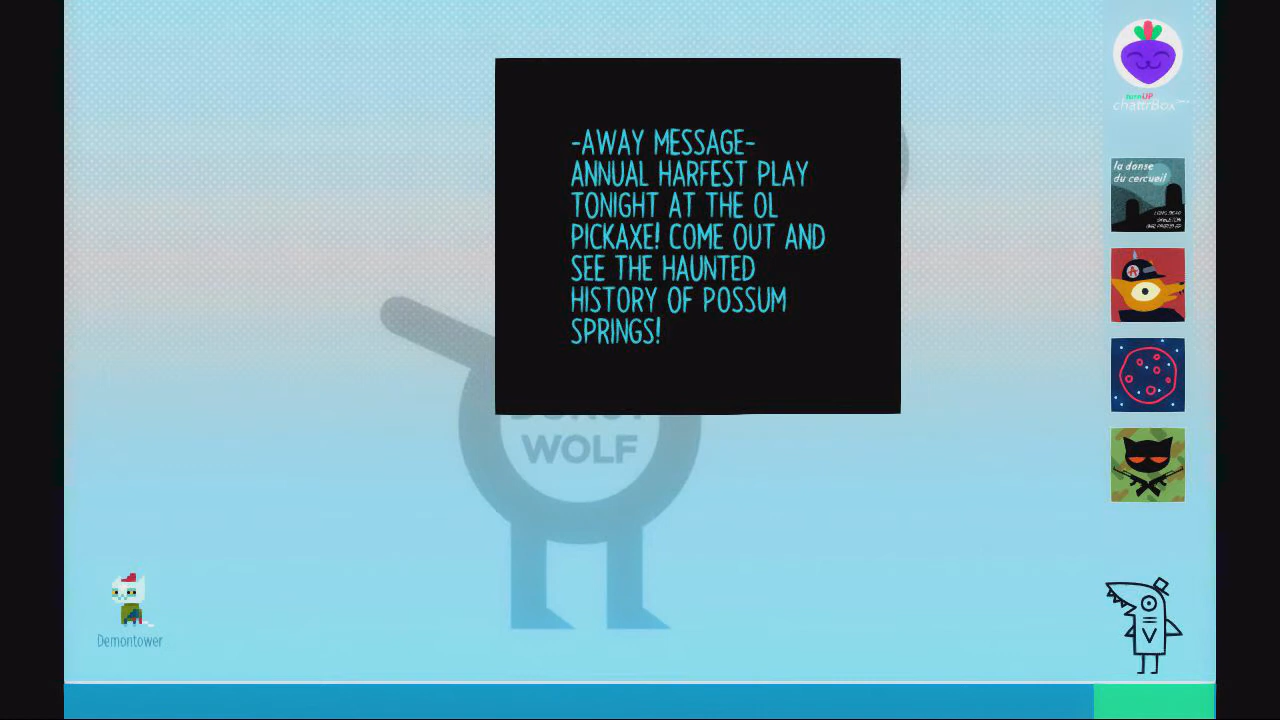 -AWAY MESSAGE-
ANNUAL HARFEST PLAY
TONIGHT AT THE OL
PICKAXE! COME OUT AND
SEE THE HAUNTED
HISTORY OF POSSUM
SPRINGS!
WOLF
Demontower
turnUP
chattrBox
la danse
du cercueil